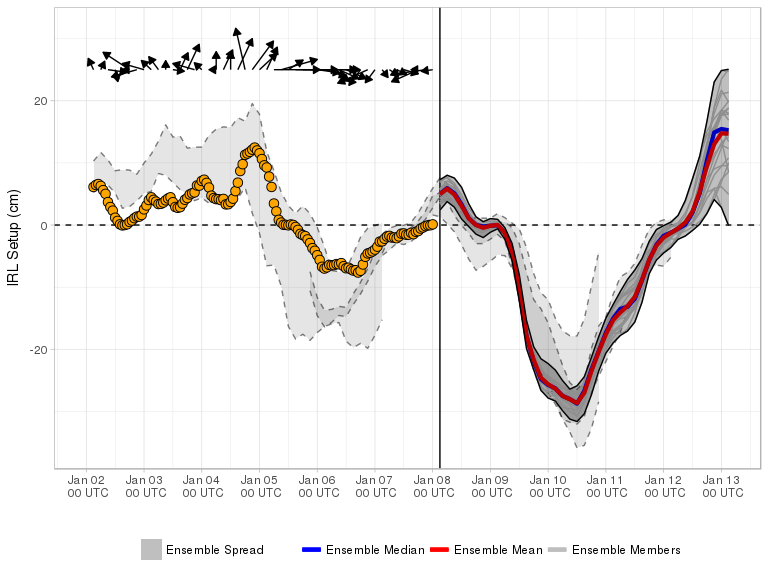 IRL Setup (cm)
20
0
-20
Jan 02 Jan 03 Jan 04 Jan 05 Jan 06 Jan 07 Jan 08 Jan 09 Jan 10 Jan 11 Jan 12 Jan 13
00 UTC 00 UTC 00 UTC 00 UTC 00 UTC 00 UTC 00 UTC 00 UTC 00 UTC 00 UTC 00 UTC 00 UTC
Ensemble Spread Ensemble Median Ensemble Mean Ensemble Members